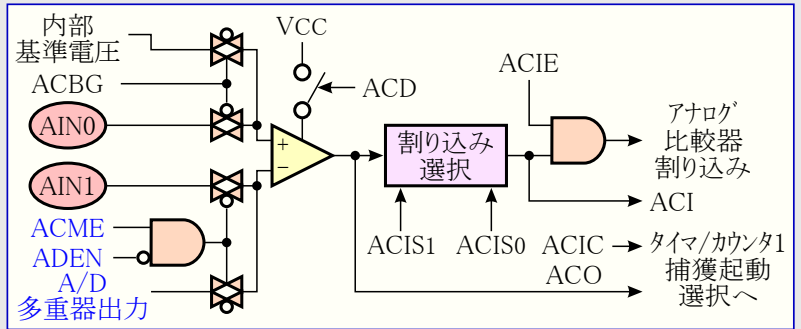 内部
基準電圧
ACBG
AIN0
AIN1
ACME
ADEN
A/D
多重器出力
VCC
ACD
+
−
割り込み
選択
ACIS1
ACIS0
ACIE
アナログ
比較器
割り込み
ACI
ACIC
ACO
タイマ/カウンタ1
捕獲起動
選択へ